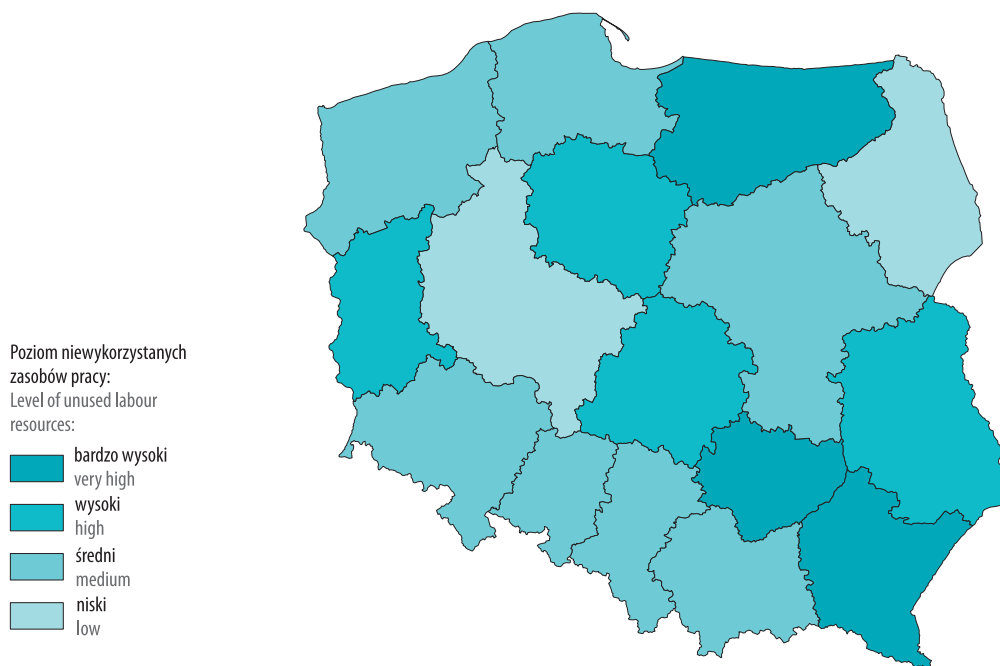 Poziom niewykorzystanych
zasobów pracy:
Level of unused labour
resources:
bardzo wysoki
very high
wysoki
high
średni
medium
niski
low